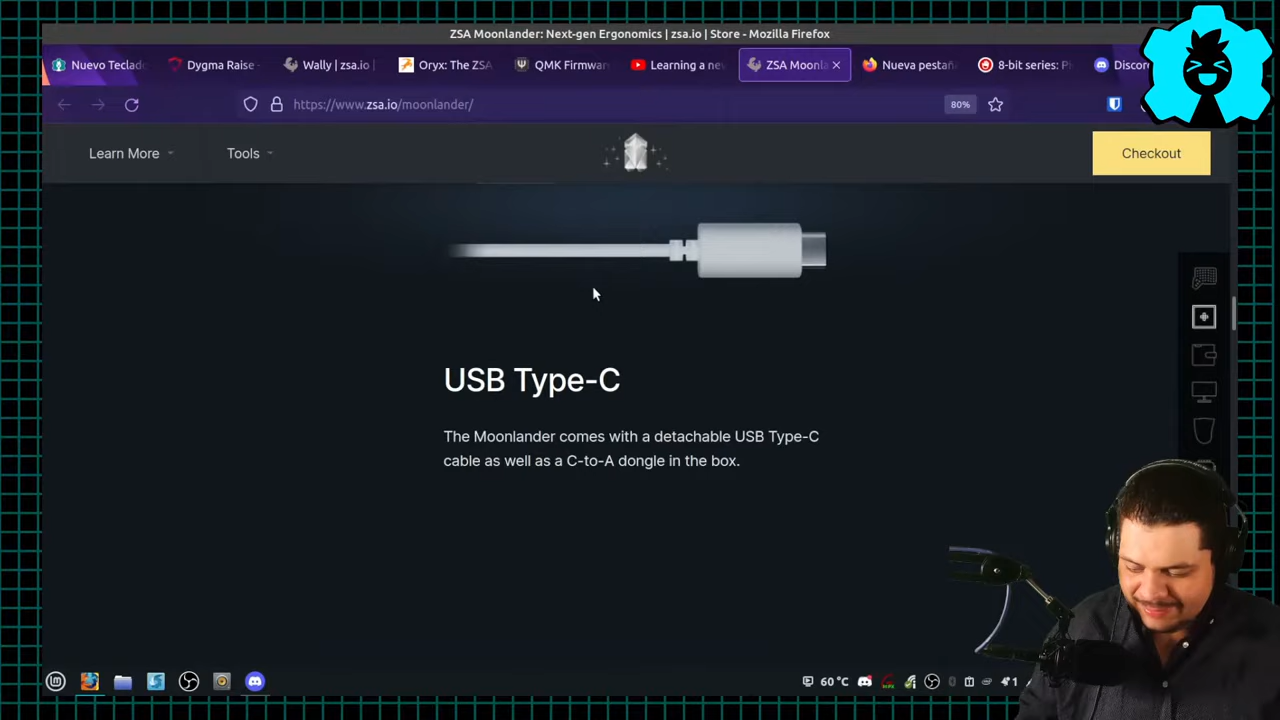 ZSA Moonlander: Next-gen Ergonomics | zsa.io | Store - Mozilla Firefox
Nuevo Teclado
Dygma Raise -
Wally | zsa.io |
Oryx: The ZSA
QMK Firmwar
Learning a ne
ZSA Moonla
Nueva pestañ
8-bit series: P
Discord
https://www.zsa.io/moonlander/
80%
Learn More
Tools
Checkout
USB Type-C
The Moonlander comes with a detachable USB Type-C
cable as well as a C-to-A dongle in the box.
60 °C
1